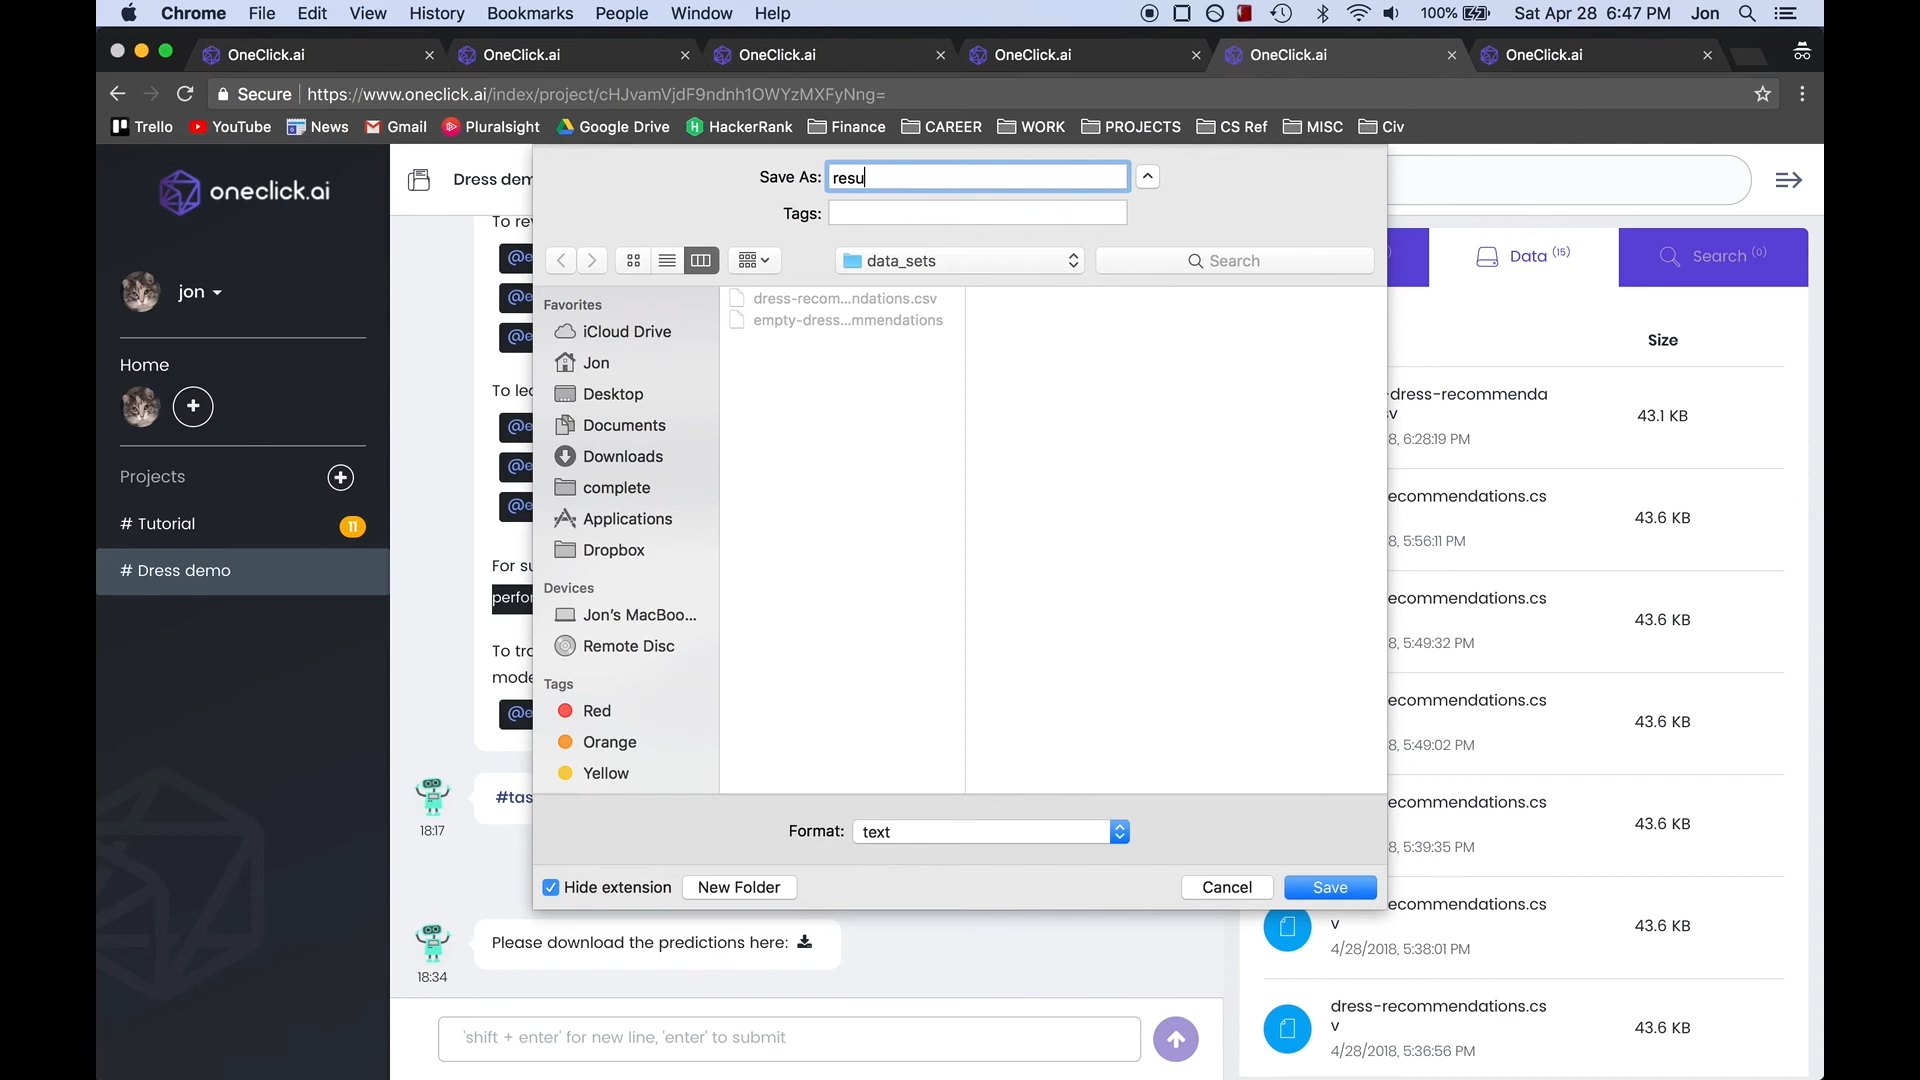 Chrome File Edit View History Bookmarks People Window Help 100% Sat Apr 28 6:47 PM Jon
OneClick.ai OneClick.ai OneClick.ai OneClick.ai OneClick.ai OneClick.ai
Secure https://www.oneclick.ai/index/project/cHJvamVjdF9ndnh1OWYzMXFyNng=
Trello YouTube News Gmail Pluralsight Google Drive HackerRank Finance CAREER WORK PROJECTS CS Ref MISC Civ
oneclick.ai
jon
Home
Projects
# Tutorial 11
# Dress demo
Dress dem
To rev
@e
@e
@e
To lea
@e
@e
@e
For su
perfor
To tra
mode
@e
#tas
18:17
Please download the predictions here:
18:34
'shift + enter' for new line, 'enter' to submit
Save As: resu
Tags:
data_sets
Search
Favorites
iCloud Drive
Jon
Desktop
Documents
Downloads
complete
Applications
Dropbox
Devices
Jon's MacBoo...
Remote Disc
Tags
Red
Orange
Yellow
dress-recom...ndations.csv
empty-dress...mmendations
Format: text
Hide extension New Folder Cancel Save
Data (15) Search (0)
Size
-dress-recommenda
sv
8, 6:28:19 PM
43.1 KB
ecommendations.cs
8, 5:56:11 PM
43.6 KB
ecommendations.cs
8, 5:49:32 PM
43.6 KB
ecommendations.cs
8, 5:49:02 PM
43.6 KB
ecommendations.cs
8, 5:39:35 PM
43.6 KB
ecommendations.cs
v
4/28/2018, 5:38:01 PM
43.6 KB
dress-recommendations.cs
v
4/28/2018, 5:36:56 PM
43.6 KB